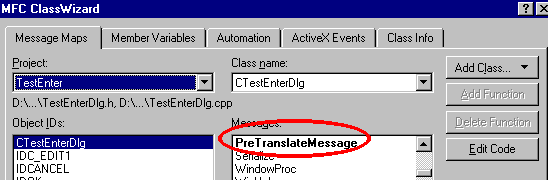 MFC ClassWizard
Message Maps Member Variables Automation ActiveX Events Class Info
Project: Class name:
TestEnter CTestEnterDlg Add Class...
D:\...\TestEnterDlg.h, D:\...\TestEnterDlg.cpp Add Function
Object IDs: Messages: Delete Function
CTestEnterDlg PreTranslateMessage Edit Code
IDC_EDIT1 Serialize
IDCANCEL WindowProc
IDOK